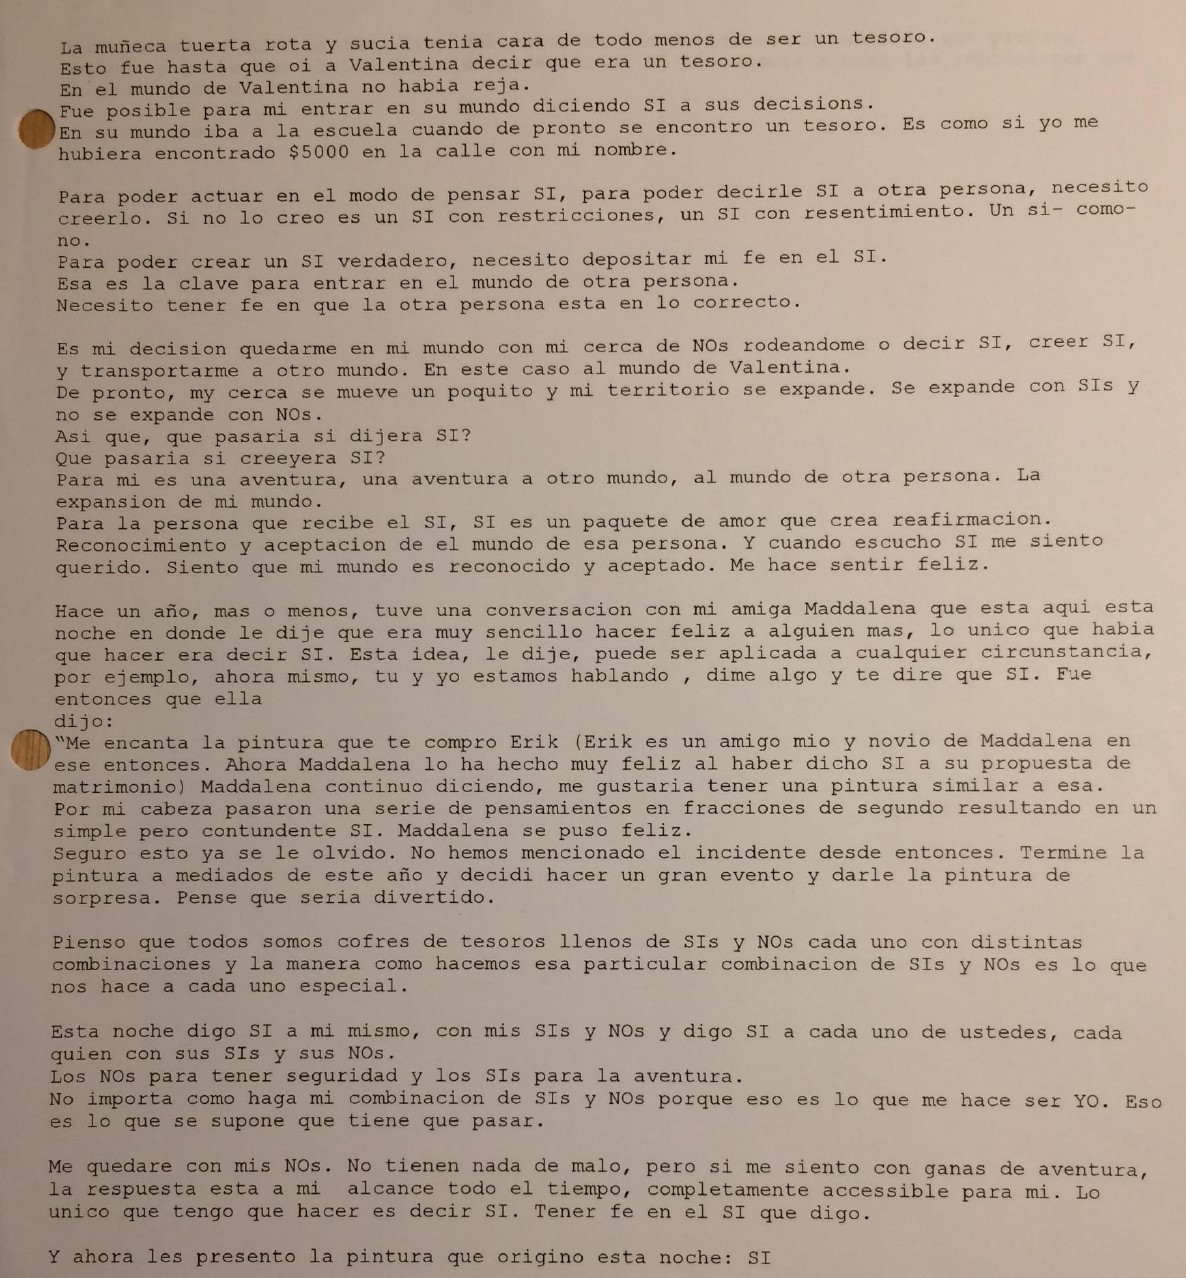 La muñeca tuerta rota y sucia tenia cara de todo menos de ser un tesoro.
Esto fue hasta que oi a Valentina decir que era un tesoro.
En el mundo de Valentina no habia reja.
Fue posible para mi entrar en su mundo diciendo SI a sus decisions.
En su mundo iba a la escuela cuando de pronto se encontro un tesoro. Es como si yo me
hubiera encontrado $5000 en la calle con mi nombre.
Para poder actuar en el modo de pensar SI, para poder decirle SI a otra persona, necesito
creerlo. Si no lo creo es un SI con restricciones, un SI con resentimiento. Un si- como-
no.
Para poder crear un SI verdadero, necesito depositar mi fe en el SI.
Esa es la clave para entrar en el mundo de otra persona.
Necesito tener fe en que la otra persona esta en lo correcto.
Es mi decision quedarme en mi mundo con mi cerca de NOs rodeandome o decir SI, creer SI,
y transportarme a otro mundo. En este caso al mundo de Valentina.
De pronto, my cerca se mueve un poquito y mi territorio se expande. Se expande con SIs y
no se expande con NOs.
Asi que, que pasaria si dijera SI?
Que pasaria si creeyera SI?
Para mi es una aventura, una aventura a otro mundo, al mundo de otra persona. La
expansion de mi mundo.
Para la persona que recibe el SI, SI es un paquete de amor que crea reafirmacion.
Reconocimiento y aceptacion de el mundo de esa persona. Y cuando escucho SI me siento
querido. Siento que mi mundo es reconocido y aceptado. Me hace sentir feliz.
Hace un año, mas o menos, tuve una conversacion con mi amiga Maddalena que esta aqui esta
noche en donde le dije que era muy sencillo hacer feliz a alguien mas, lo unico que habia
que hacer era decir SI. Esta idea, le dije, puede ser aplicada a cualquier circunstancia,
por ejemplo, ahora mismo, tu y yo estamos hablando , dime algo y te dire que SI. Fue
entonces que ella
dijo:
“Me encanta la pintura que te compro Erik (Erik es un amigo mio y novio de Maddalena en
ese entonces. Ahora Maddalena lo ha hecho muy feliz al haber dicho SI a su propuesta de
matrimonio) Maddalena continuo diciendo, me gustaria tener una pintura similar a esa.
Por mi cabeza pasaron una serie de pensamientos en fracciones de segundo resultando en un
simple pero contundente SI. Maddalena se puso feliz.
Seguro esto ya se le olvido. No hemos mencionado el incidente desde entonces. Termine la
pintura a mediados de este año y decidi hacer un gran evento y darle la pintura de
sorpresa. Pense que seria divertido.
Pienso que todos somos cofres de tesoros llenos de SIs y NOs cada uno con distintas
combinaciones y la manera como hacemos esa particular combinacion de SIs y NOs es lo que
nos hace a cada uno especial.
Esta noche digo SI a mi mismo, con mis SIs y NOs y digo SI a cada uno de ustedes, cada
quien con sus SIs y sus NOs.
Los NOs para tener seguridad y los SIs para la aventura.
No importa como haga mi combinacion de SIs y NOs porque eso es lo que me hace ser YO. Eso
es lo que se supone que tiene que pasar.
Me quedare con mis NOs. No tienen nada de malo, pero si me siento con ganas de aventura,
la respuesta esta a mi  alcance todo el tiempo, completamente accessible para mi. Lo
unico que tengo que hacer es decir SI. Tener fe en el SI que digo.
Y ahora les presento la pintura que origino esta noche: SI